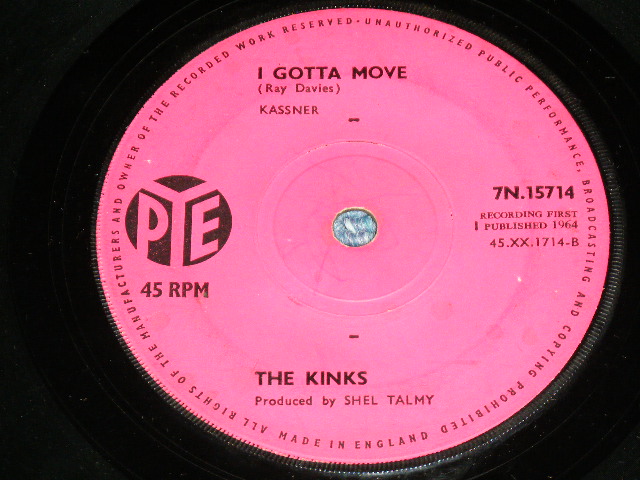 ALL RIGHTS OF THE MANUFACTURERS AND OWNER OF THE RECORDED WORK RESERVED · UNAUTHORIZED PUBLIC PERFORMANCE, BROADCASTING AND COPYING PROHIBITED
I GOTTA MOVE
(Ray Davies)
KASSNER
PYE
45 RPM
7N.15714
RECORDING FIRST
PUBLISHED 1964
45.XX.1714-B
THE KINKS
Produced by SHEL TALMY
MADE IN ENGLAND